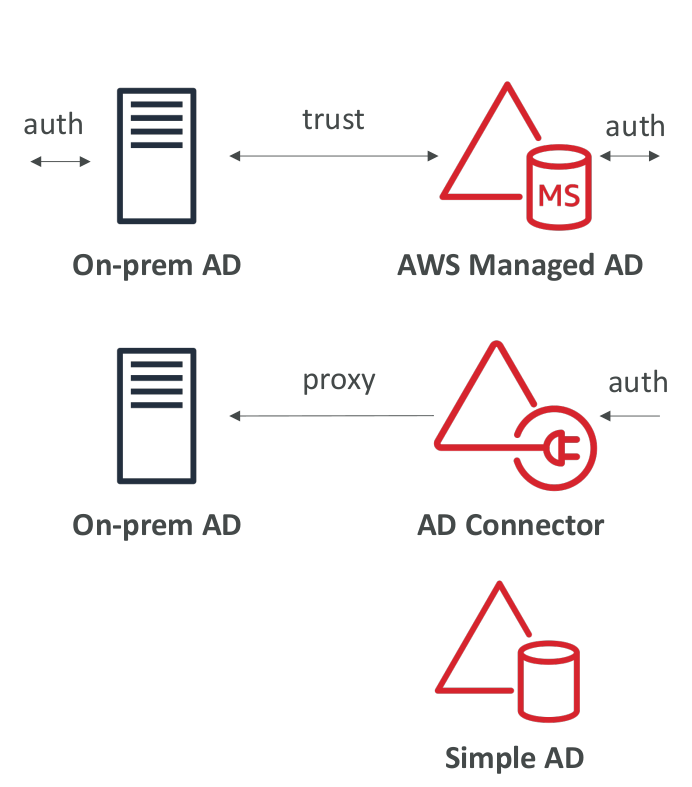 auth
trust
auth
MS
On-prem AD
AWS Managed AD
proxy
auth
On-prem AD
AD Connector
Simple AD